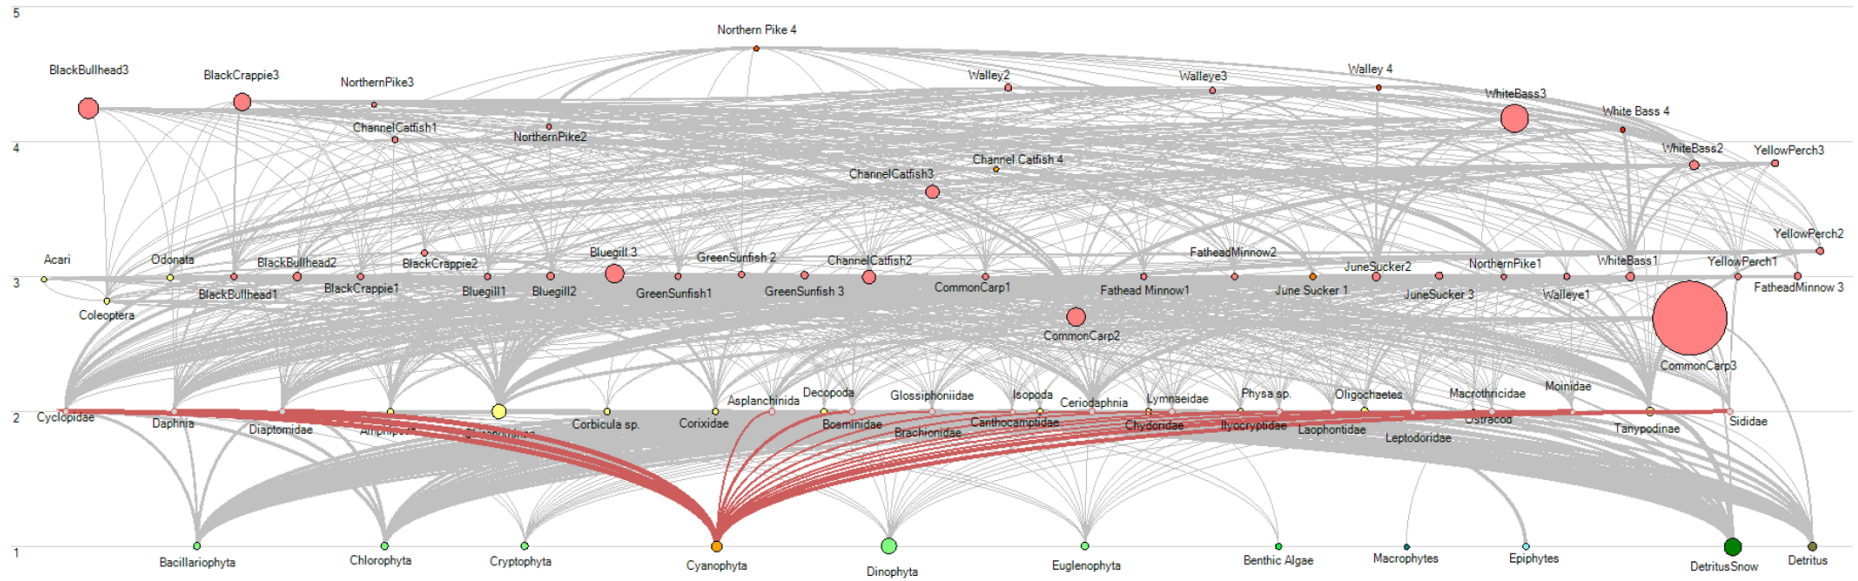 5
Northern Pike 4
BlackBullhead3
BlackCrappie3
NorthernPike3
Walley2
Walleye3
Walley 4
WhiteBass3
White Bass 4
ChannelCatfish1
NorthernPike2
4
Channel Catfish 4
WhiteBass2
YellowPerch3
ChannelCatfish3
YellowPerch2
Acari
Odonata
BlackBullhead2
BlackCrappie2
Bluegill 3
GreenSunfish 2
ChannelCatfish2
FatheadMinnow2
JuneSucker2
NorthernPike1
WhiteBass1
YellowPerch1
3
BlackBullhead1
BlackCrappie1
Bluegill1
Bluegill2
GreenSunfish1
GreenSunfish 3
CommonCarp1
Fathead Minnow1
June Sucker 1
JuneSucker 3
Walleye1
FatheadMinnow 3
Coleoptera
CommonCarp2
CommonCarp3
Asplanchinida
Decopoda
Glossiphoniidae
Isopoda
Ceriodaphnia
Lymnaeidae
Physa sp.
Oligochaetes
Macrothricidae
Moinidae
2
Cyclopidae
Daphnia
Diaptomidae
Amphipoda
Corbicula sp.
Corixidae
Bosminidae
Brachionidae
Canthocamptidae
Chydoridae
Ilyocryptidae
Laophontidae
Leptodoridae
Ostracod
Tanypodinae
Sididae
1
Bacillariophyta
Chlorophyta
Cryptophyta
Cyanophyta
Dinophyta
Euglenophyta
Benthic Algae
Macrophytes
Epiphytes
DetritusSnow
Detritus